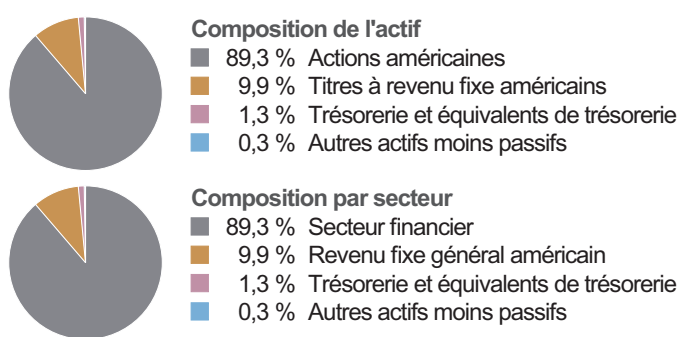 Composition de l'actif
89,3 % Actions américaines
9,9 % Titres à revenu fixe américains
1,3 % Trésorerie et équivalents de trésorerie
0,3 % Autres actifs moins passifs
Composition par secteur
89,3 % Secteur financier
9,9 % Revenu fixe général américain
1,3 % Trésorerie et équivalents de trésorerie
0,3 % Autres actifs moins passifs